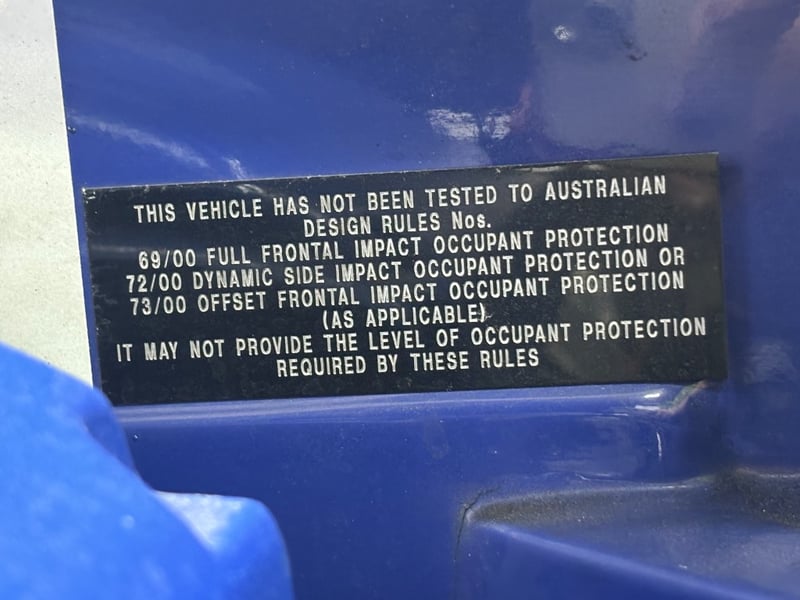 THIS VEHICLE HAS NOT BEEN TESTED TO AUSTRALIAN
DESIGN RULES Nos.
69/00 FULL FRONTAL IMPACT OCCUPANT PROTECTION
72/00 DYNAMIC SIDE IMPACT OCCUPANT PROTECTION OR
73/00 OFFSET FRONTAL IMPACT OCCUPANT PROTECTION
(AS APPLICABLE)
IT MAY NOT PROVIDE THE LEVEL OF OCCUPANT PROTECTION
REQUIRED BY THESE RULES